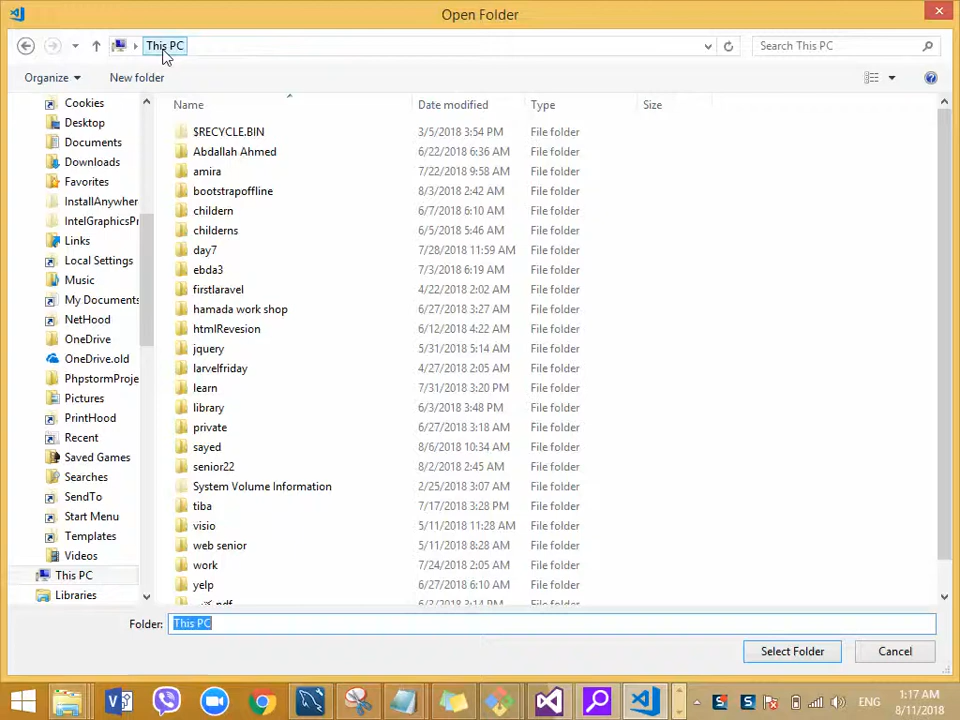 Open Folder
This PC
Search This PC
Organize
New folder
Name
Date modified
Type
Size
Cookies
Desktop
Documents
Downloads
Favorites
InstallAnywher
IntelGraphicsPr
Links
Local Settings
Music
My Documents
NetHood
OneDrive
OneDrive.old
PhpstormProje
Pictures
PrintHood
Recent
Saved Games
Searches
SendTo
Start Menu
Templates
Videos
This PC
Libraries
$RECYCLE.BIN 3/5/2018 3:54 PM File folder
Abdallah Ahmed 6/22/2018 6:36 AM File folder
amira 7/22/2018 9:58 AM File folder
bootstrapoffline 8/3/2018 2:42 AM File folder
childern 6/7/2018 6:10 AM File folder
childerns 6/5/2018 5:46 AM File folder
day7 7/28/2018 11:59 AM File folder
ebda3 7/3/2018 6:19 AM File folder
firstlaravel 4/22/2018 2:02 AM File folder
hamada work shop 6/27/2018 3:27 AM File folder
htmlRevesion 6/12/2018 4:22 AM File folder
jquery 5/31/2018 5:14 AM File folder
larvelfriday 4/27/2018 2:05 AM File folder
learn 7/31/2018 3:20 PM File folder
library 6/3/2018 3:48 PM File folder
private 6/27/2018 3:18 AM File folder
sayed 8/6/2018 10:34 AM File folder
senior22 8/2/2018 2:45 AM File folder
System Volume Information 2/25/2018 3:07 AM File folder
tiba 7/17/2018 3:28 PM File folder
visio 5/11/2018 11:28 AM File folder
web senior 5/11/2018 8:28 AM File folder
work 7/24/2018 2:05 AM File folder
yelp 6/27/2018 6:10 AM File folder
6/3/2018 3:14 PM File folder
Folder: This PC
Select Folder
Cancel
ENG
1:17 AM
8/11/2018